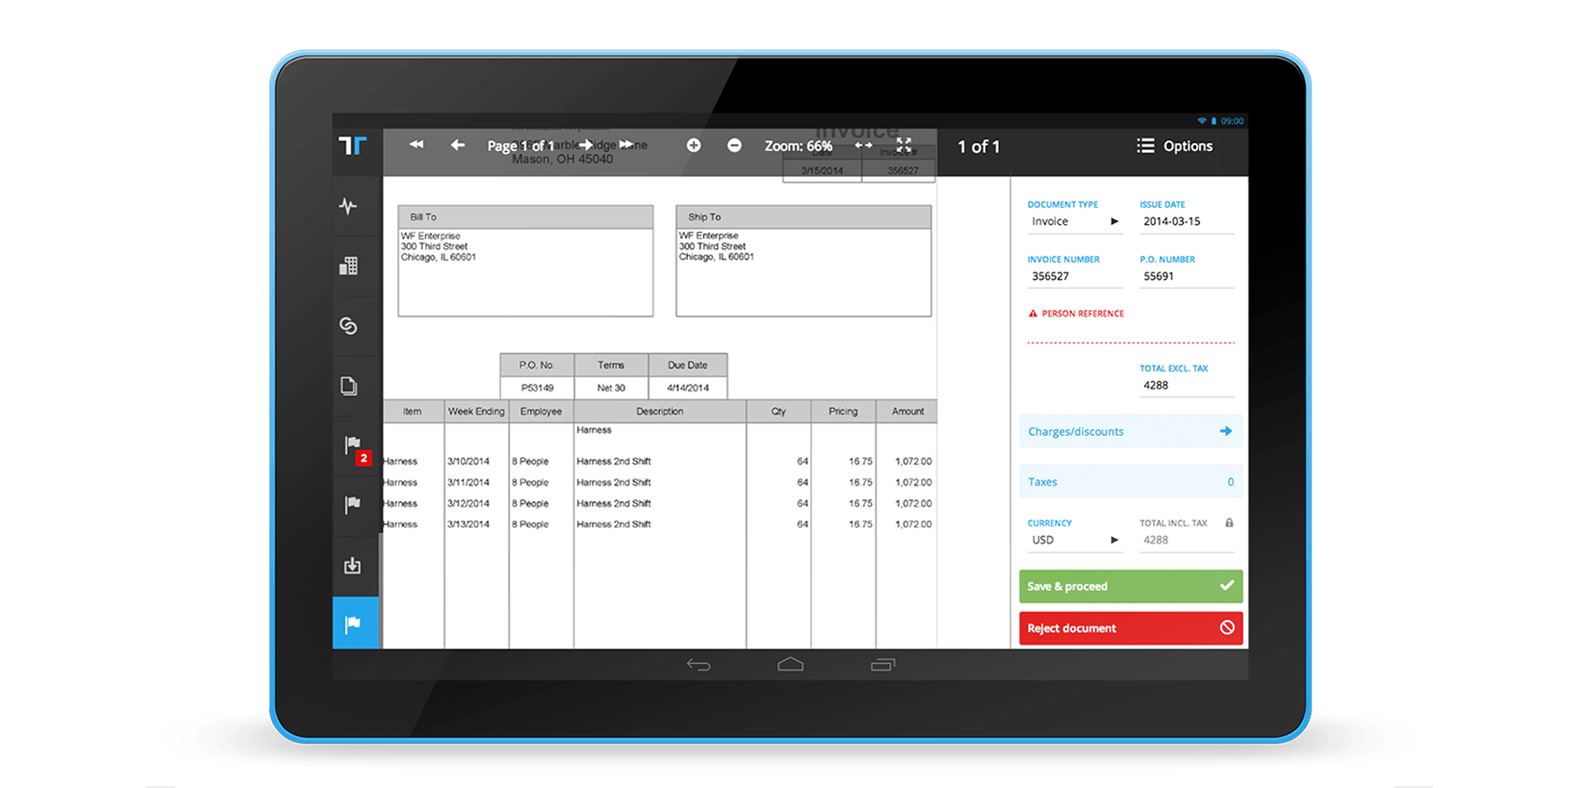 09:00
Page 1 of 1
Zoom: 66%
1 of 1
Options
Invoice
Mason, OH 45040
Date Invoice #
3/15/2014 356527
Bill To
WF Enterprise
300 Third Street
Chicago, IL 60601
Ship To
WF Enterprise
300 Third Street
Chicago, IL 60601
P.O. No. Terms Due Date
P53149 Net 30 4/14/2014
Item Week Ending Employee Description Qty Pricing Amount
Harness
Harness 3/10/2014 8 People Harness 2nd Shift 64 16.75 1,072.00
Harness 3/11/2014 8 People Harness 2nd Shift 64 16.75 1,072.00
Harness 3/12/2014 8 People Harness 2nd Shift 64 16.75 1,072.00
Harness 3/13/2014 8 People Harness 2nd Shift 64 16.75 1,072.00
2
DOCUMENT TYPE ISSUE DATE
Invoice 2014-03-15
INVOICE NUMBER P.O. NUMBER
356527 55691
PERSON REFERENCE
TOTAL EXCL. TAX
4288
Charges/discounts
Taxes 0
CURRENCY TOTAL INCL. TAX
USD 4288
Save & proceed
Reject document